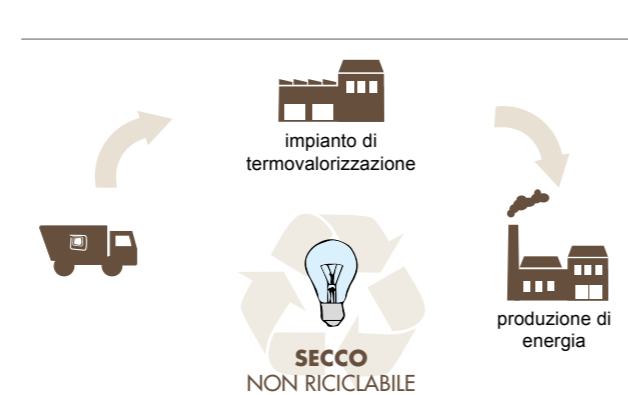 impianto di
termovalorizzazione
produzione di
energia
SECCO
NON RICICLABILE